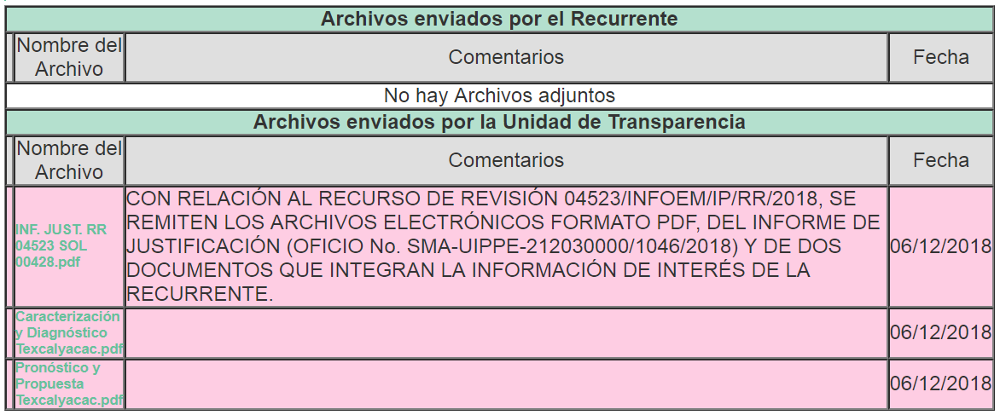 Archivos enviados por el Recurrente
Nombre del
Archivo
Comentarios
Fecha
No hay Archivos adjuntos
Archivos enviados por la Unidad de Transparencia
Nombre del
Archivo
Comentarios
Fecha
INF. JUST. RR
04523 SOL
00428.pdf
CON RELACIÓN AL RECURSO DE REVISIÓN 04523/INFOEM/IP/RR/2018, SE
REMITEN LOS ARCHIVOS ELECTRÓNICOS FORMATO PDF, DEL INFORME DE
JUSTIFICACIÓN (OFICIO No. SMA-UIPPE-212030000/1046/2018) Y DE DOS
DOCUMENTOS QUE INTEGRAN LA INFORMACIÓN DE INTERÉS DE LA
RECURRENTE.
06/12/2018
Caracterización
y Diagnóstico
Texcalyacac.pdf
06/12/2018
Pronóstico y
Propuesta
Texcalyacac.pdf
06/12/2018